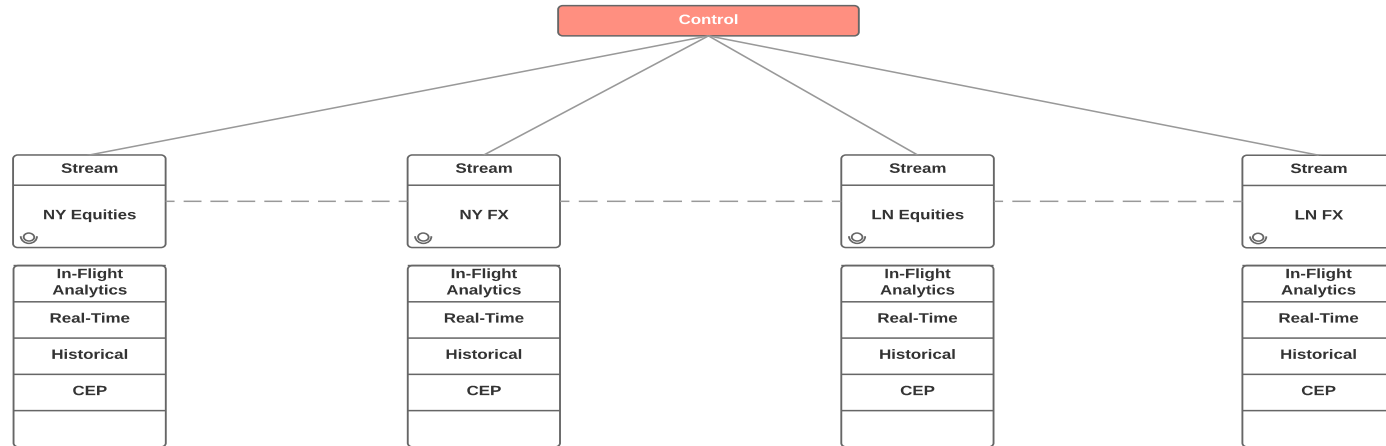 Control
Stream
Stream
Stream
Stream
NY Equities
NY FX
LN Equities
LN FX
In-Flight
Analytics
In-Flight
Analytics
In-Flight
Analytics
In-Flight
Analytics
Real-Time
Real-Time
Real-Time
Real-Time
Historical
Historical
Historical
Historical
CEP
CEP
CEP
CEP